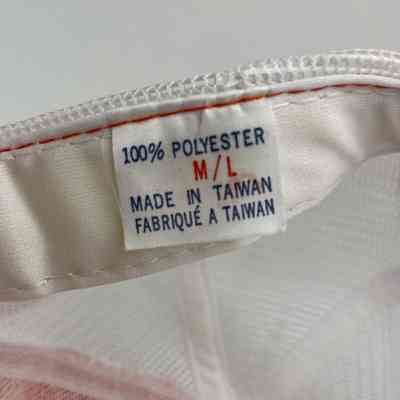 100% POLYESTER
M/L
MADE IN TAIWAN
FABRIQUÉ A TAIWAN